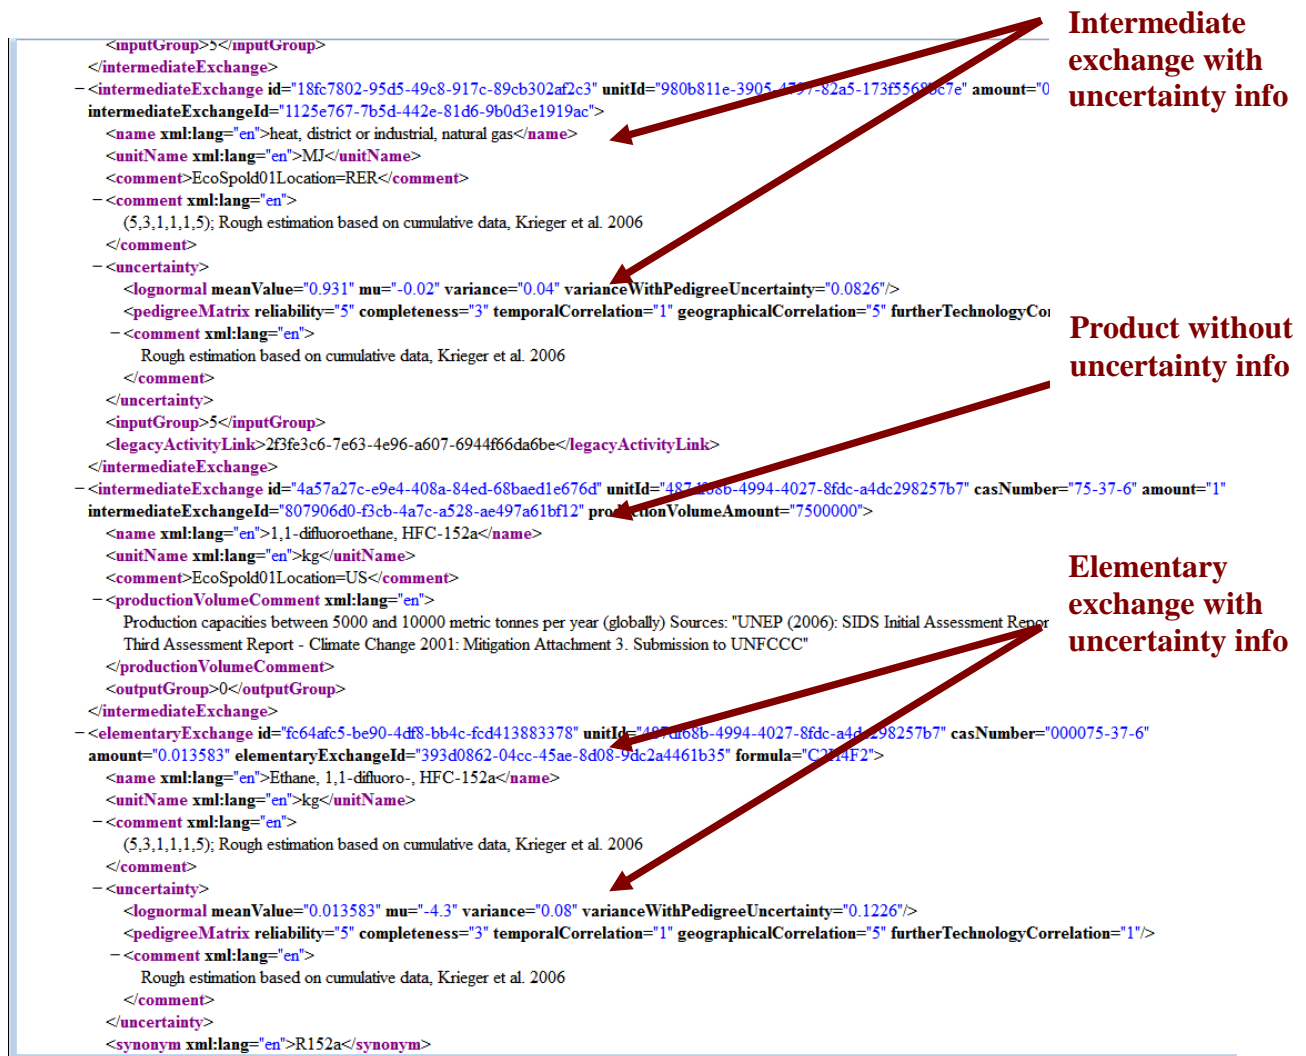 Intermediate
exchange with
uncertainty info
<inputGroup>5</inputGroup>
</intermediateExchange>
−<intermediateExchange id="18fc7802-95d5-49c8-917c-89cb302af2c3" unitId= amount="0
intermediateExchangeId="1125e767-7b5d-442e-81d6-9b0d3e1919ac">
<name xml:lang="en">heat, district or industrial, natural gas</name>
<unitName xml:lang="en">MJ</unitName>
<comment>EcoSpold01Location=RER</comment>
−<comment xml:lang="en">
(5,3,1,1,1,5); Rough estimation based on cumulative data, Krieger et al. 2006
</comment>
−<uncertainty>
<lognormal meanValue="0.931" mu="-0.02" variance="0.04" varianceWithPedigreeUncertainty="0.0826"/>
<pedigreeMatrix reliability="5" completeness="3" temporalCorrelation="1" geographicalCorrelation="5" furtherTechnologyCor
−<comment xml:lang="en">
Rough estimation based on cumulative data, Krieger et al. 2006
</comment>
</uncertainty>
<inputGroup>5</inputGroup>
<legacyActivityLink>2f3fe3c6-7e63-4e96-a607-6944f66da6be</legacyActivityLink>
</intermediateExchange>
Product without
uncertainty info
−<intermediateExchange id="4a57a27c-e9e4-408a-84ed-68baed1e676d" unitId="487df68b-4994-4027-8fdc-a4dc298257b7" casNumber="75-37-6" amount="1"
intermediateExchangeId="807906d0-f3cb-4a7c-a528-ae497a61bf12" productionVolumeAmount="7500000">
<name xml:lang="en">1,1-difluoroethane, HFC-152a</name>
<unitName xml:lang="en">kg</unitName>
<comment>EcoSpold01Location=US</comment>
−<productionVolumeComment xml:lang="en">
Production capacities between 5000 and 10000 metric tonnes per year (globally) Sources: "UNEP (2006): SIDS Initial Assessment Repor
Third Assessment Report - Climate Change 2001: Mitigation Attachment 3. Submission to UNFCCC"
</productionVolumeComment>
<outputGroup>0</outputGroup>
</intermediateExchange>
Elementary
exchange with
uncertainty info
−<elementaryExchange id="fc64afc5-be90-4df8-bb4c-fcd413883378" unitId="487df68b-4994-4027-8fdc-a4dc298257b7" casNumber="000075-37-6"
amount="0.013583" elementaryExchangeId="393d0862-04cc-45ae-8d08-9dc2a4461b35" formula="C2H4F2">
<name xml:lang="en">Ethane, 1,1-difluoro-, HFC-152a</name>
<unitName xml:lang="en">kg</unitName>
−<comment xml:lang="en">
(5,3,1,1,1,5); Rough estimation based on cumulative data, Krieger et al. 2006
</comment>
−<uncertainty>
<lognormal meanValue="0.013583" mu="-4.3" variance="0.08" varianceWithPedigreeUncertainty="0.1226"/>
<pedigreeMatrix reliability="5" completeness="3" temporalCorrelation="1" geographicalCorrelation="5" furtherTechnologyCorrelation="1"/>
−<comment xml:lang="en">
Rough estimation based on cumulative data, Krieger et al. 2006
</comment>
</uncertainty>
<synonym xml:lang="en">R152a</synonym>